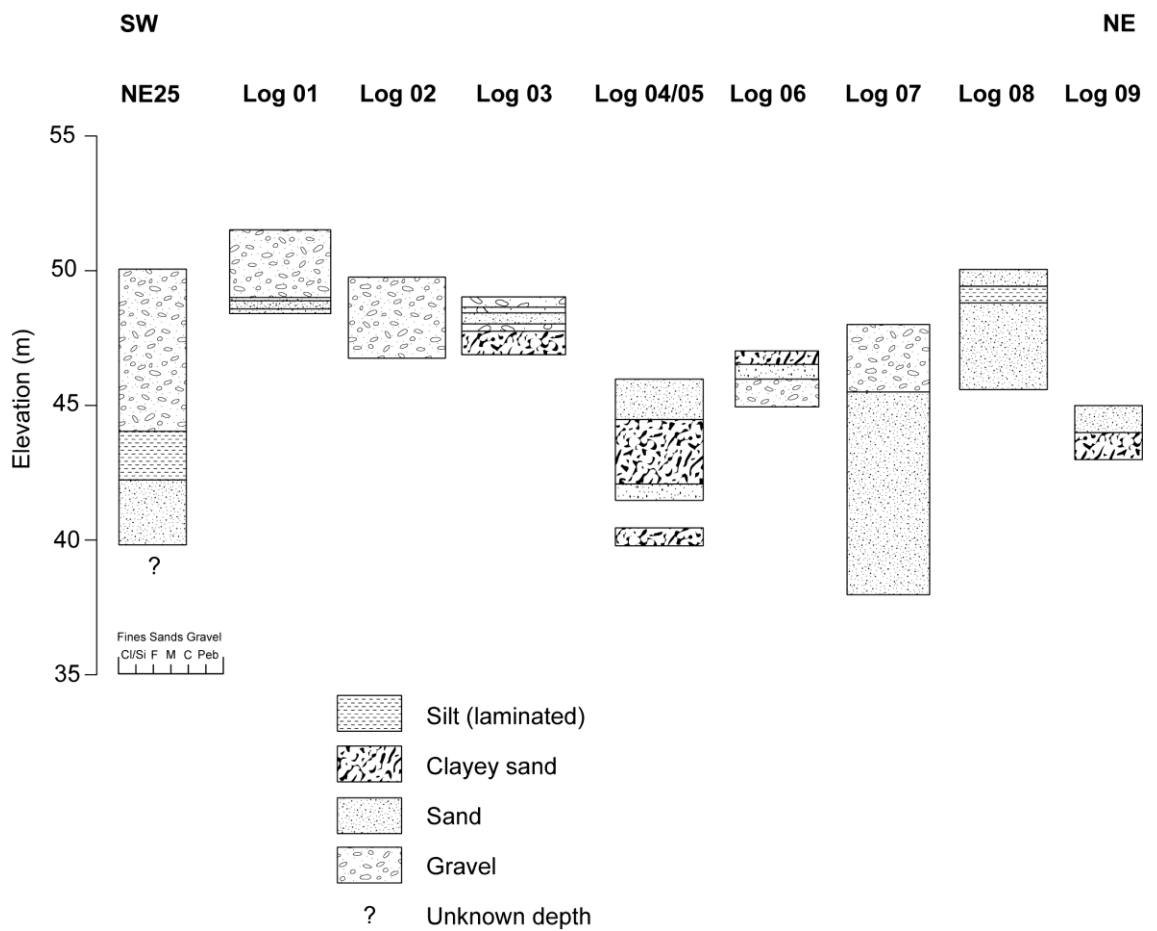 SW NE
NE25 Log 01 Log 02 Log 03 Log 04/05 Log 06 Log 07 Log 08 Log 09
55
50
45
40
35
Elevation (m)
?
Fines Sands Gravel
Cl/Si F M C Peb
Silt (laminated)
Clayey sand
Sand
Gravel
? Unknown depth